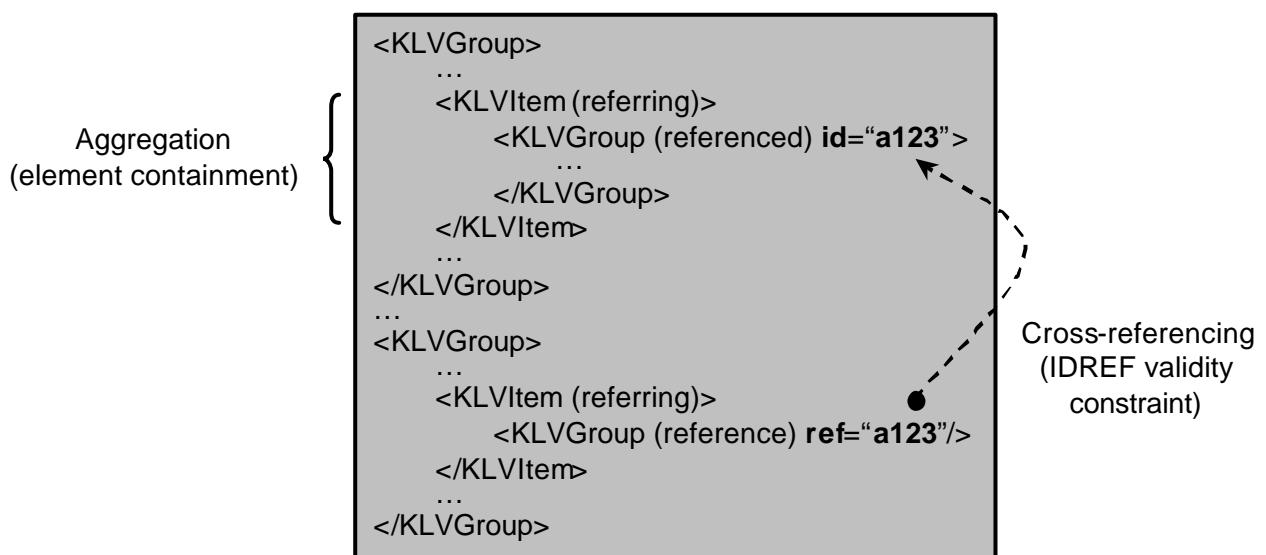 <KLVGroup>
…
<KLVItem (referring)>
<KLVGroup (referenced) id=“a123”>
…
</KLVGroup>
</KLVItem>
…
</KLVGroup>
…
<KLVGroup>
…
<KLVItem (referring)>
<KLVGroup (reference) ref=“a123”/>
</KLVItem>
…
</KLVGroup>
Aggregation
(element containment)
Cross-referencing
(IDREF validity
constraint)